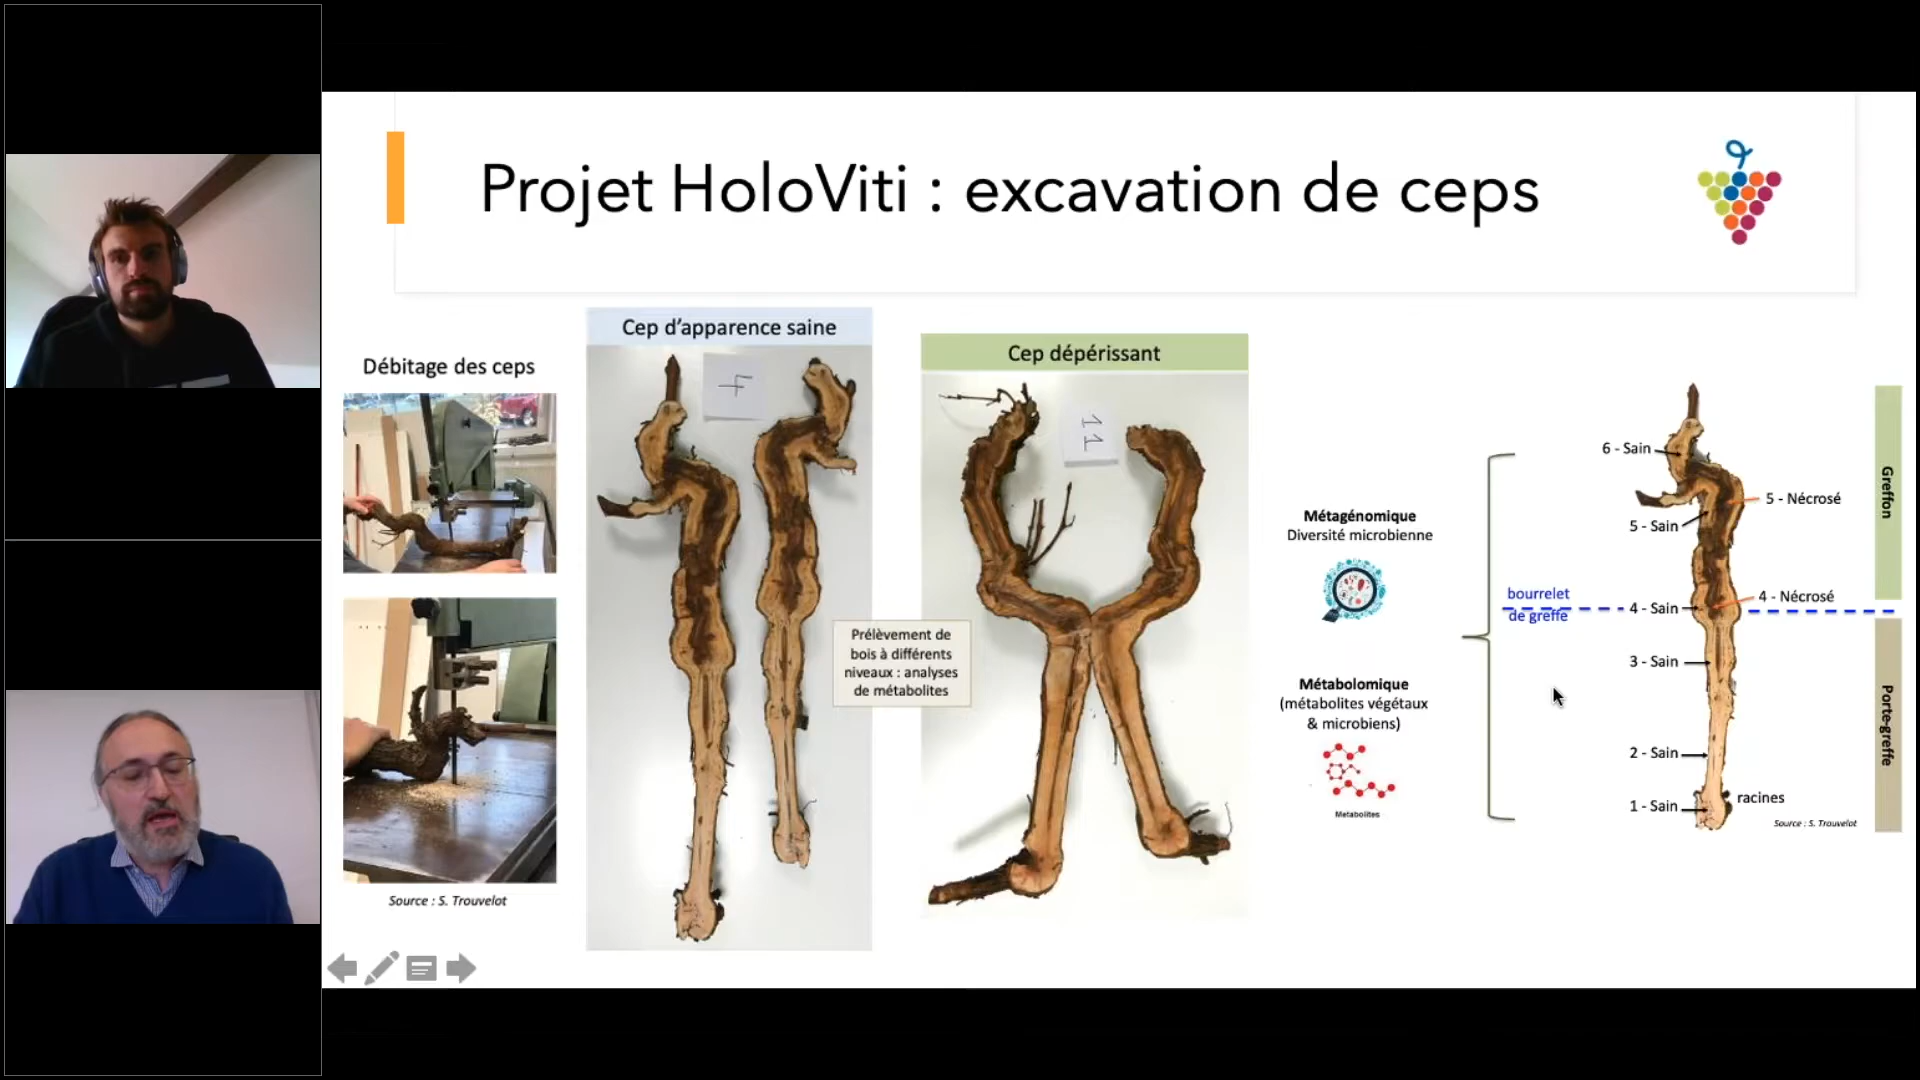 Projet HoloViti : excavation de ceps
Débitage des ceps
Source : S. Trouvelot
Cep d'apparence saine
Cep dépérissant
11
Prélèvement de
bois à différents
niveaux : analyses
de métabolites
Métagénomique
Diversité microbienne
Métabolomique
(métabolites végétaux
& microbiens)
Metabolites
6 - Sain
5 - Nécrosé
5 - Sain
bourrelet
de greffe
4 - Nécrosé
4 - Sain
3 - Sain
2 - Sain
1 - Sain
racines
Source : S. Trouvelot
Greffon
Porte-greffe